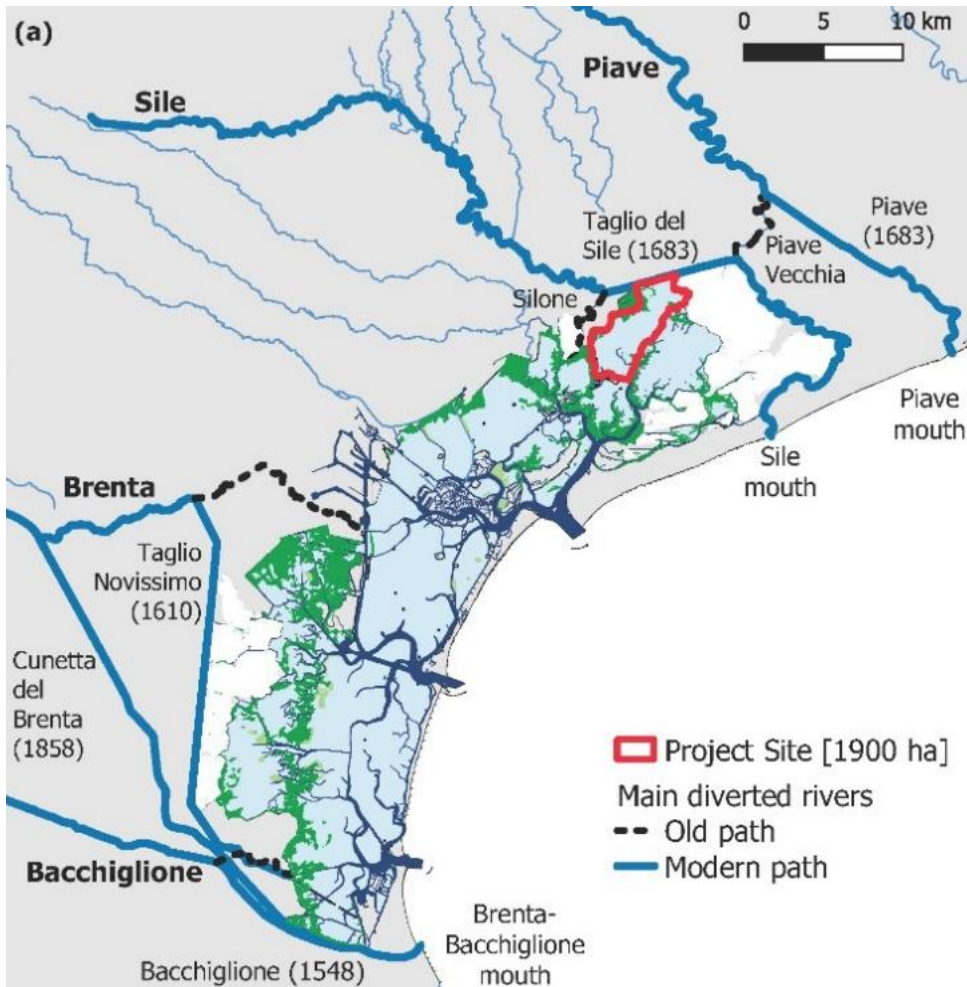 (a)
0 5 10 km
Piave
Sile
Taglio del
Sile (1683)
Piave
(1683)
Piave
Vecchia
Silone
Piave
mouth
Sile
mouth
Brenta
Taglio
Novissimo
(1610)
Cunetta
del
Brenta
(1858)
Project Site [1900 ha]
Main diverted rivers
Old path
Modern path
Bacchiglione
Brenta-
Bacchiglione
mouth
Bacchiglione (1548)